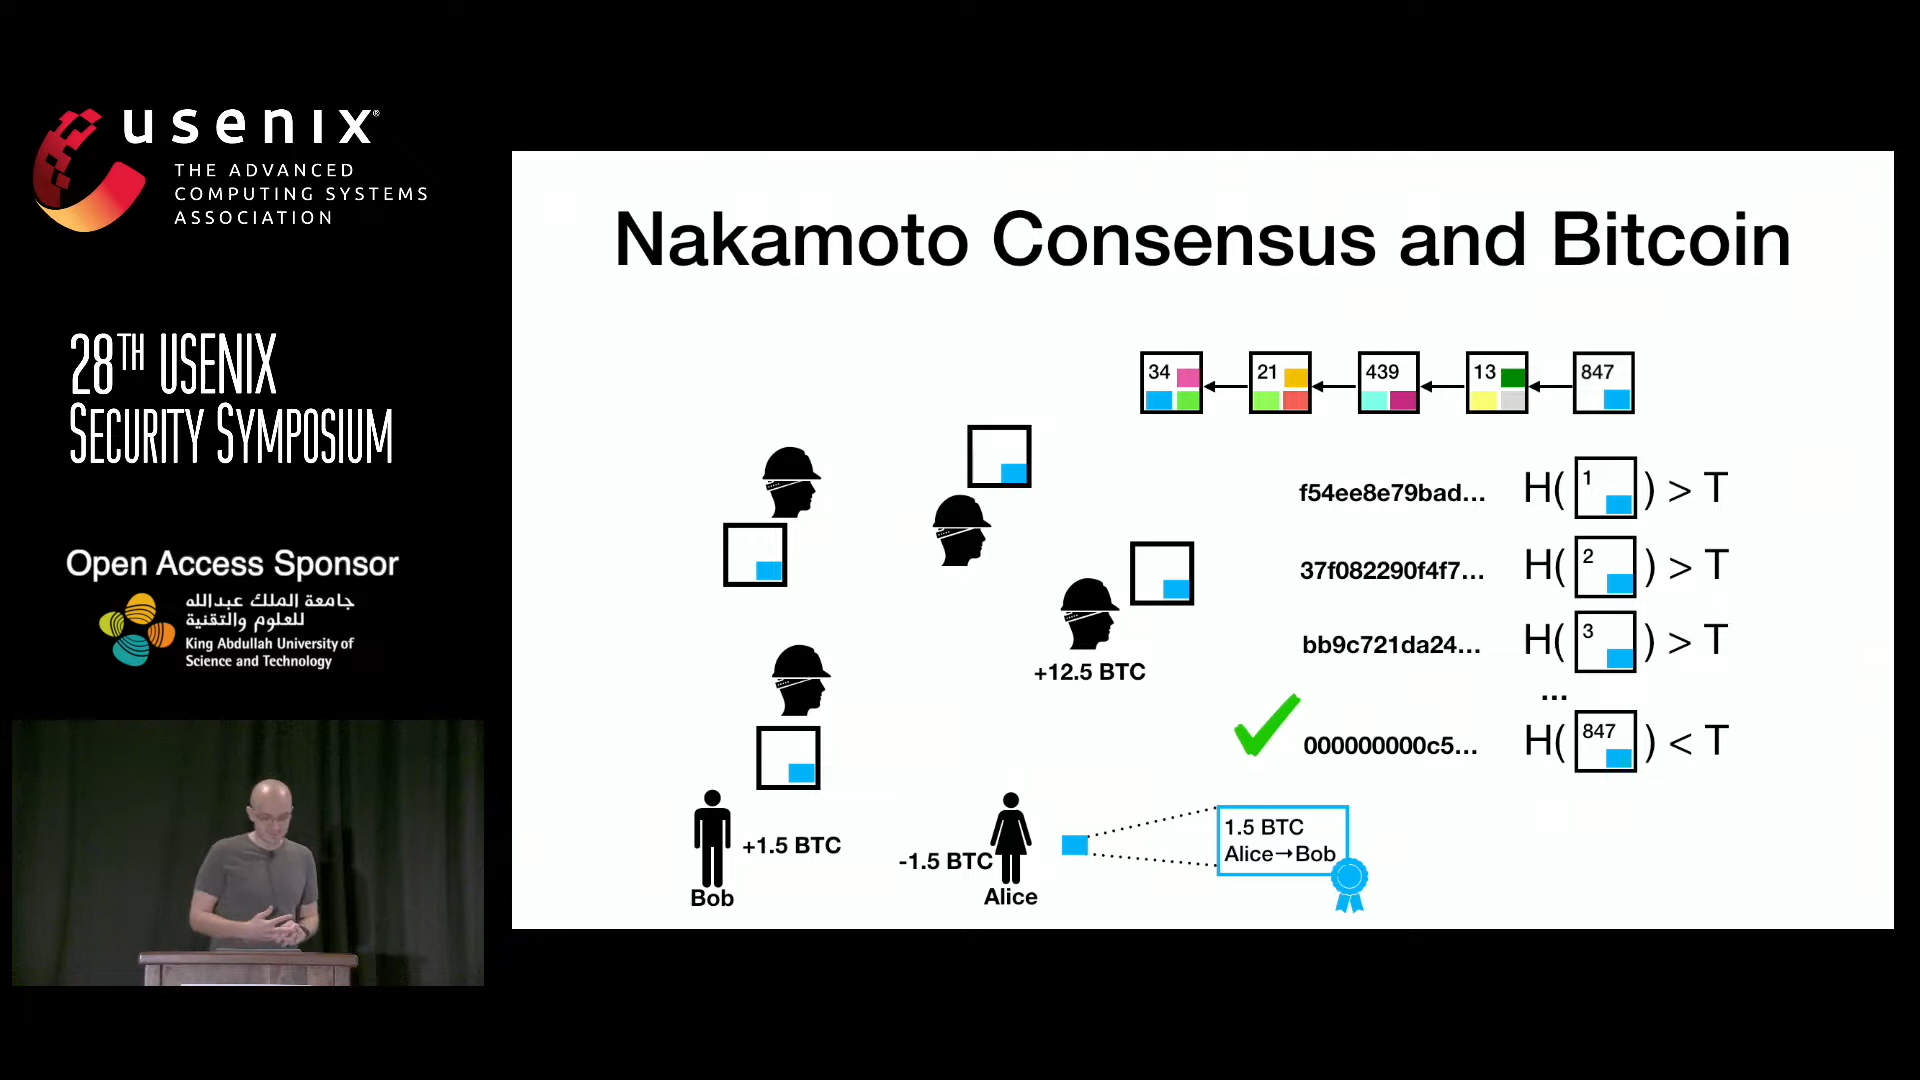 usenix®
THE ADVANCED
COMPUTING SYSTEMS
ASSOCIATION
28TH USENIX
SECURITY SYMPOSIUM
Open Access Sponsor
جامعة الملك عبدالله
للعلوم والتقنية
King Abdullah University of
Science and Technology
Nakamoto Consensus and Bitcoin
34 21 439 13 847
f54ee8e79bad... H( 1 ) > T
37f082290f4f7... H( 2 ) > T
bb9c721da24... H( 3 ) > T
...
000000000c5... H( 847 ) < T
+12.5 BTC
+1.5 BTC
Bob
-1.5 BTC
Alice
1.5 BTC
Alice→Bob